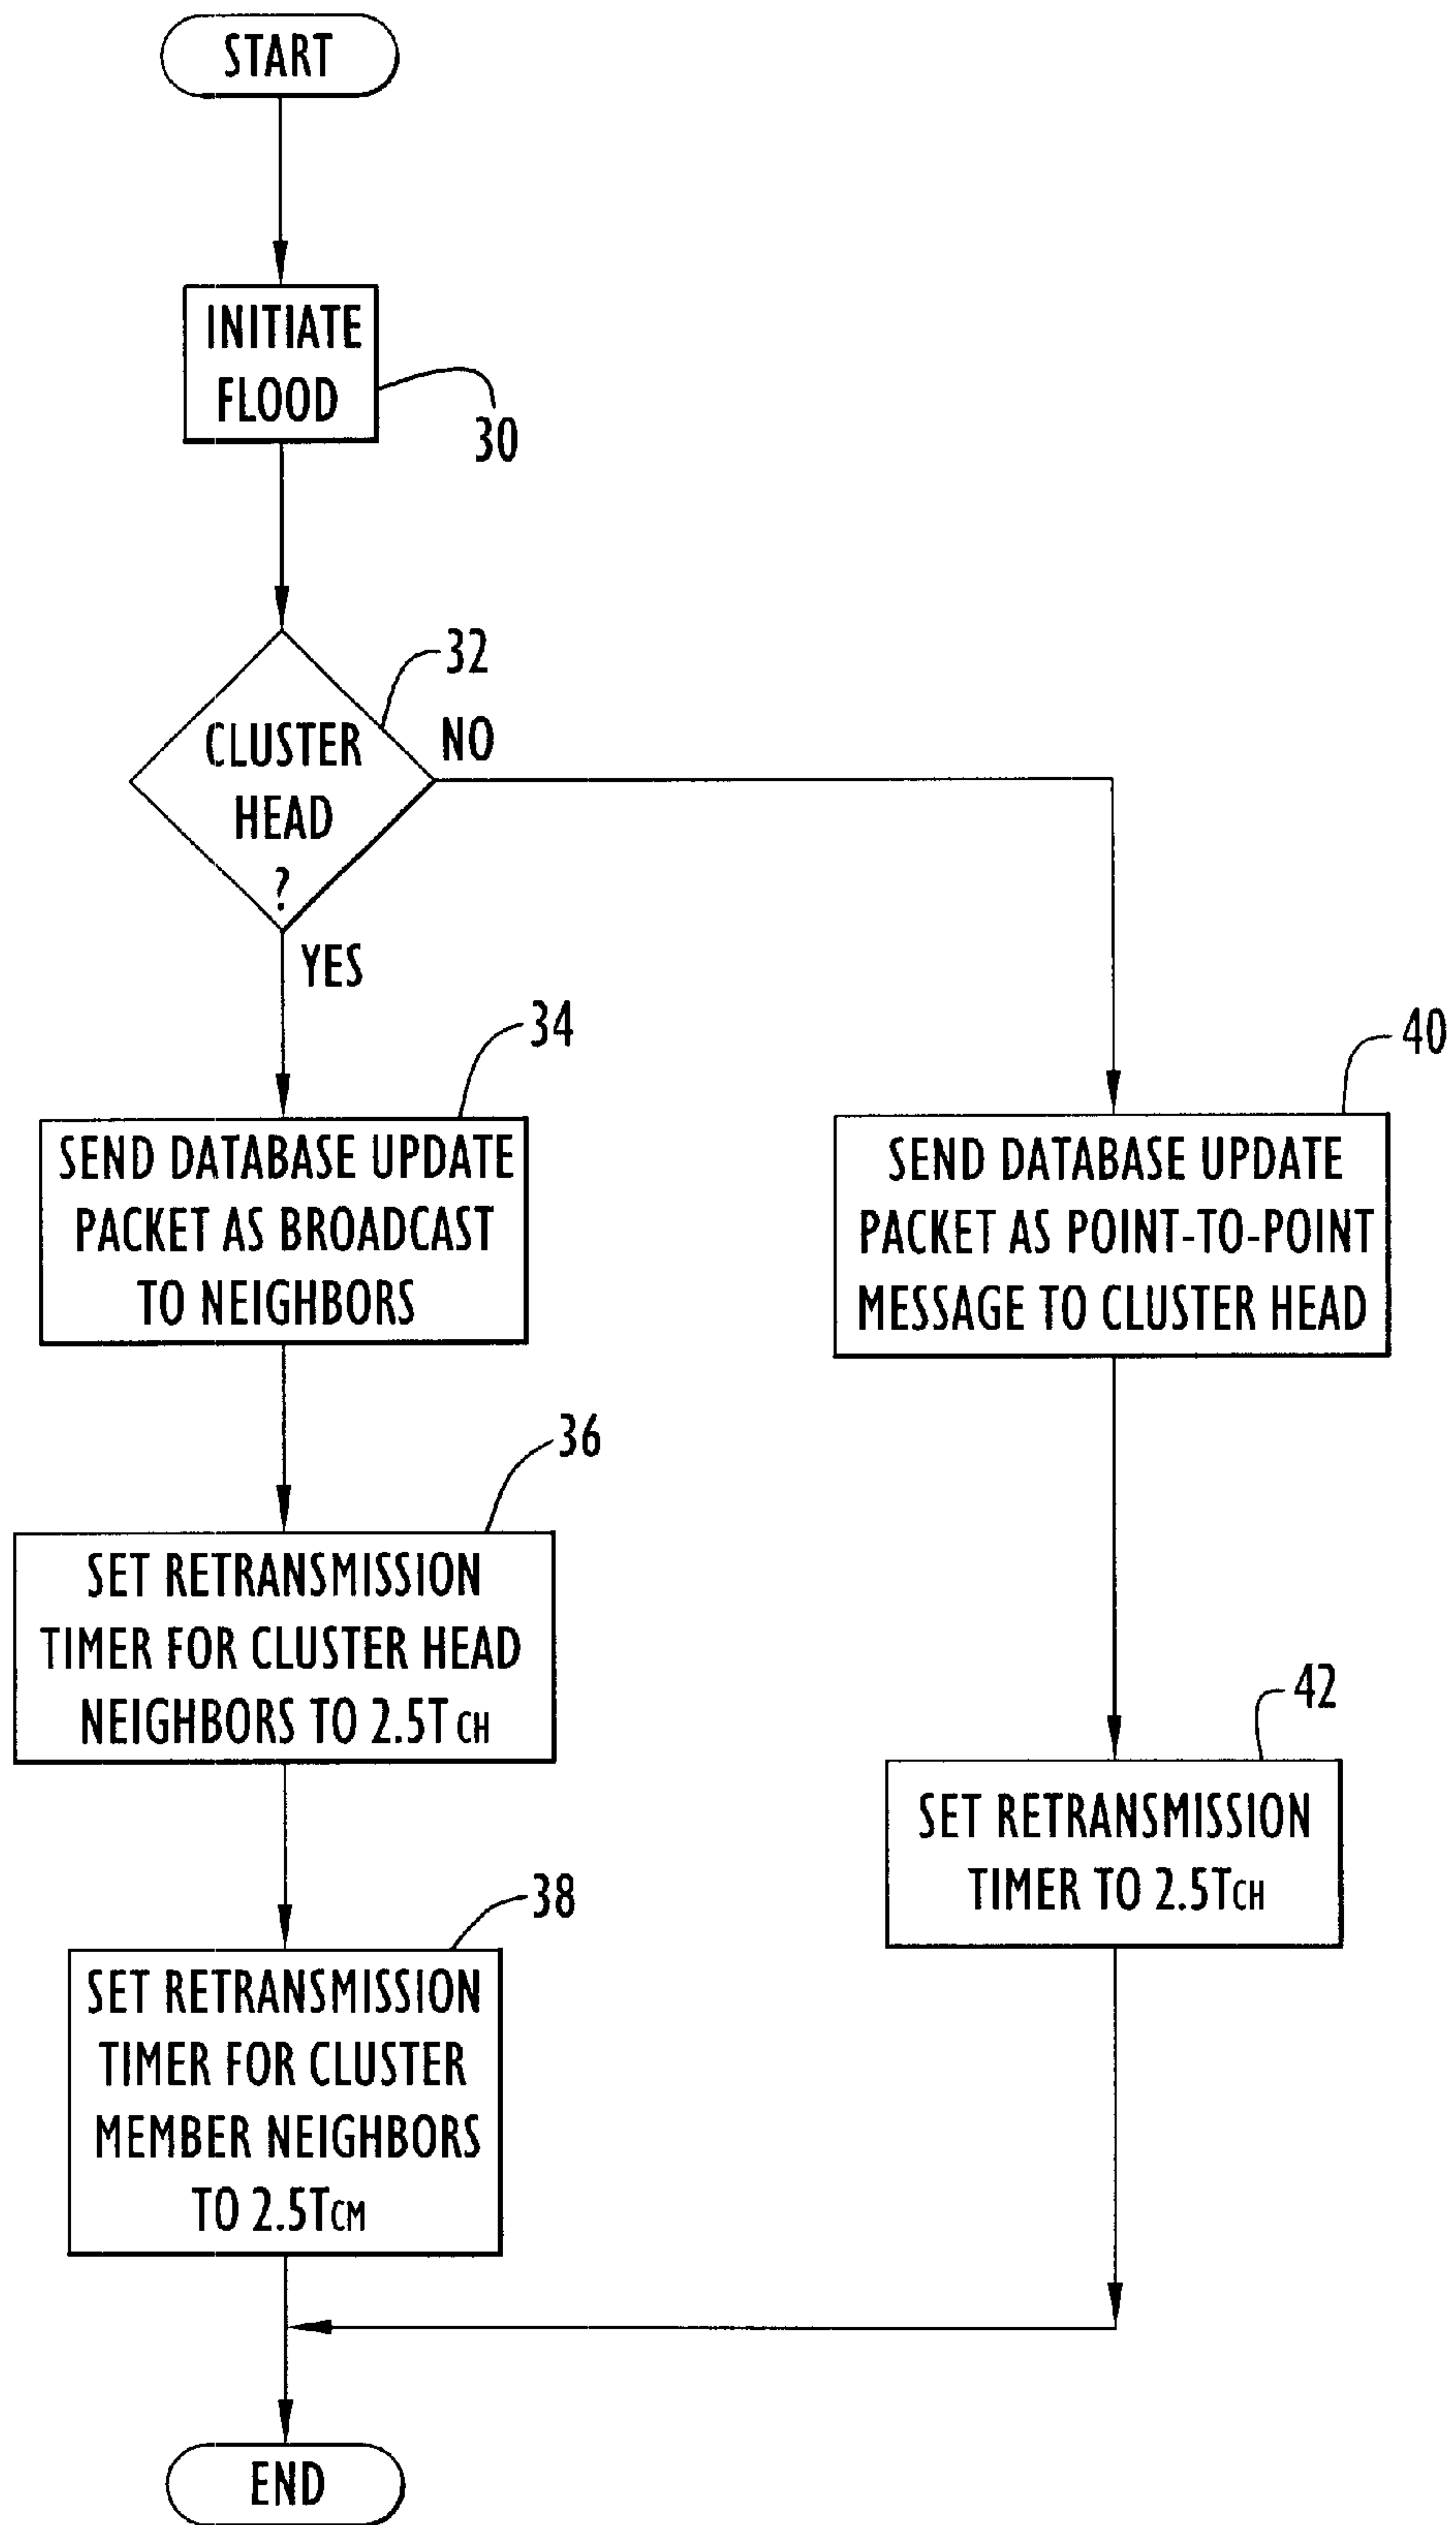 START
INITIATE
FLOOD
30
32
CLUSTER
HEAD
?
NO
YES
34
SEND DATABASE UPDATE
PACKET AS BROADCAST
TO NEIGHBORS
36
SET RETRANSMISSION
TIMER FOR CLUSTER HEAD
NEIGHBORS TO 2.5T CH
38
SET RETRANSMISSION
TIMER FOR CLUSTER
MEMBER NEIGHBORS
TO 2.5TCM
40
SEND DATABASE UPDATE
PACKET AS POINT-TO-POINT
MESSAGE TO CLUSTER HEAD
42
SET RETRANSMISSION
TIMER TO 2.5TCH
END